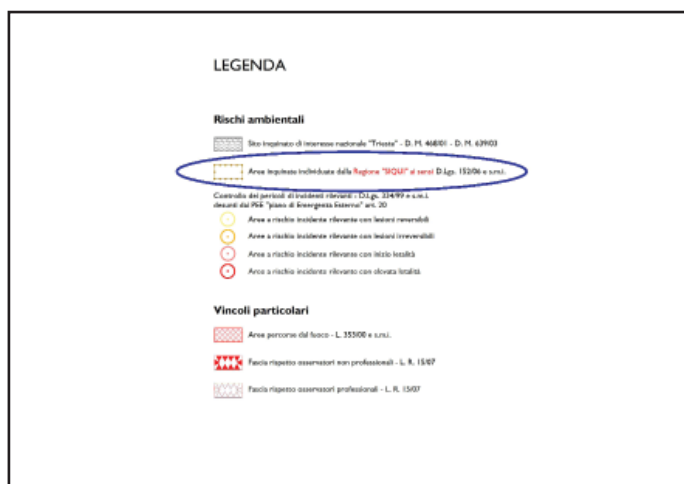 LEGENDA
Rischi ambientali
Sito inquinato di interesse nazionale "Trieste" - D. M. 468/01 - D. M. 639/03
Aree inquinate individuate dalla Regione "SIQUI" ai sensi D.Lgs. 152/06 e s.m.i.
Controllo dei pericoli di incidenti rilevanti - D.Lgs. 334/99 e s.m.i.
desunti dal PEE "piano di Emergenza Esterno" art. 20
Aree a rischio incidente rilevante con lesioni reversibili
Aree a rischio incidente rilevante con lesioni irreversibili
Aree a rischio incidente rilevante con inizio letalità
Aree a rischio incidente rilevante con elevata letalità
Vincoli particolari
Aree percorse dal fuoco - L. 353/00 e s.m.i.
Fascia rispetto osservatori non professionali - L. R. 15/07
Fascia rispetto osservatori professionali - L. R. 15/07